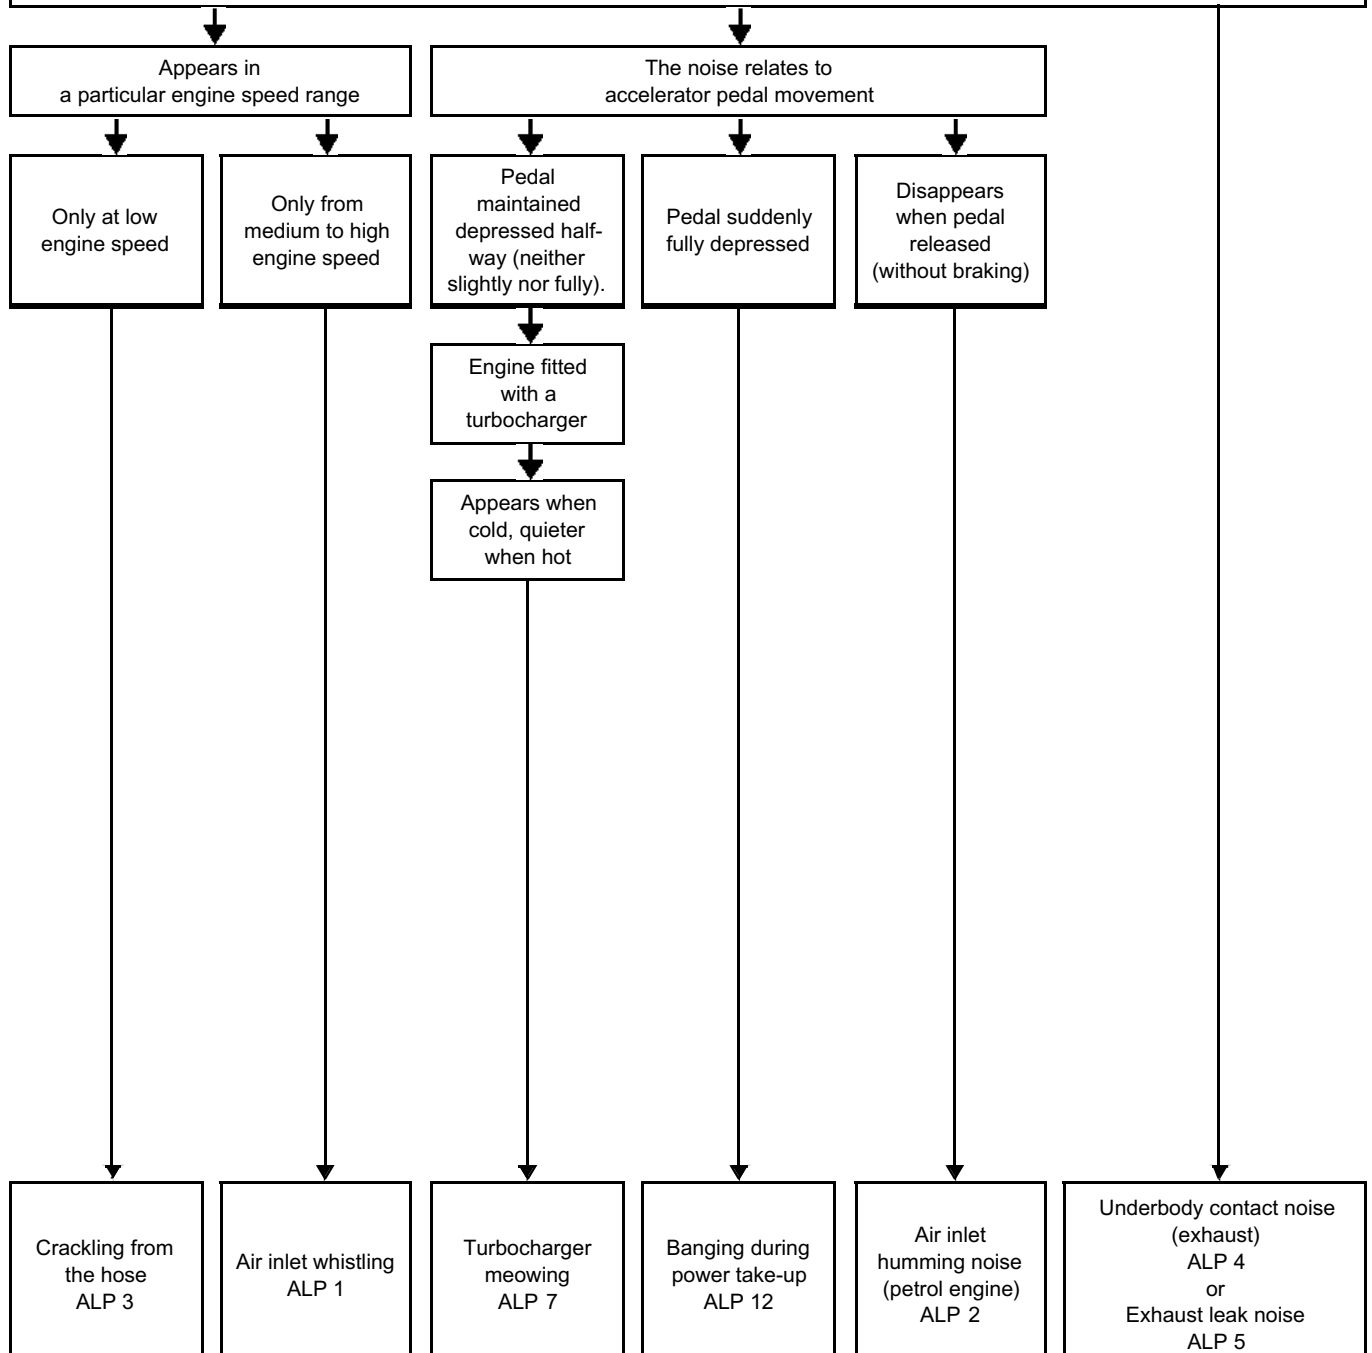 Appears in
a particular engine speed range
The noise relates to
accelerator pedal movement
Only at low
engine speed
Only from
medium to high
engine speed
Pedal
maintained
depressed half-
way (neither
slightly nor fully).
Pedal suddenly
fully depressed
Disappears
when pedal
released
(without braking)
Engine fitted
with a
turbocharger
Appears when
cold, quieter
when hot
Crackling from
the hose
ALP 3
Air inlet whistling
ALP 1
Turbocharger
meowing
ALP 7
Banging during
power take-up
ALP 12
Air inlet
humming noise
(petrol engine)
ALP 2
Underbody contact noise
(exhaust)
ALP 4
or
Exhaust leak noise
ALP 5